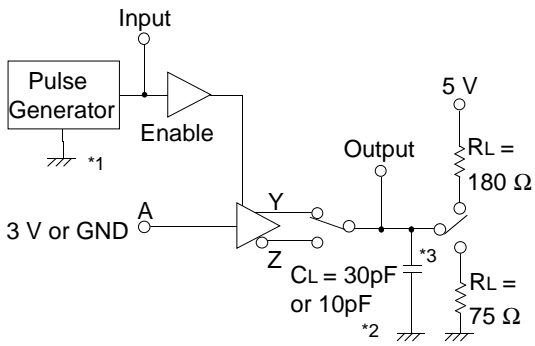 Input
Pulse
Generator
*1
Enable
5 V
Output
RL =
180 Ω
Y
A
3 V or GND
Z
*3
CL = 30pF
or 10pF
*2
RL =
75 Ω